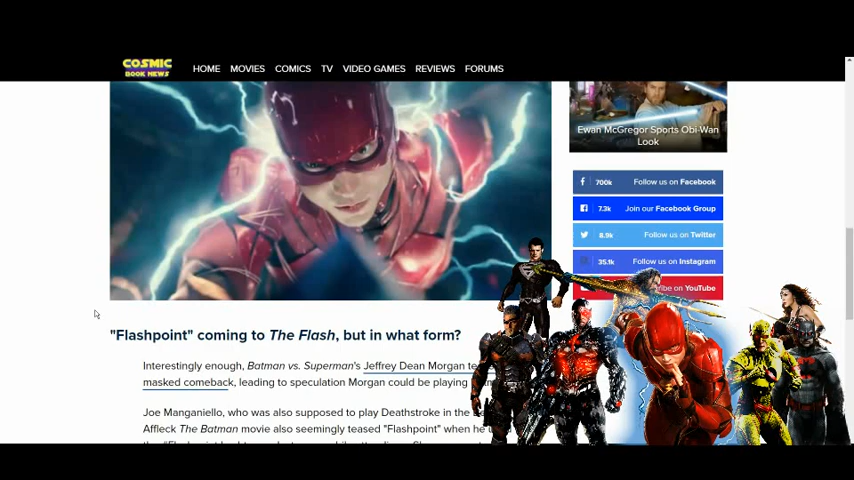 COSMIC
BOOK NEWS
HOME MOVIES COMICS TV VIDEO GAMES REVIEWS FORUMS
Ewan McGregor Sports Obi-Wan
Look
700k Follow us on Facebook
7.3k Join our Facebook Group
8.9k Follow us on Twitter
35.1k Follow us on Instagram
on YouTube
"Flashpoint" coming to The Flash, but in what form?
Interestingly enough, Batman vs. Superman's Jeffrey Dean Morgan
masked comeback, leading to speculation Morgan could be playing
Joe Manganiello, who was also supposed to play Deathstroke in the
Affleck The Batman movie also seemingly teased "Flashpoint" when he